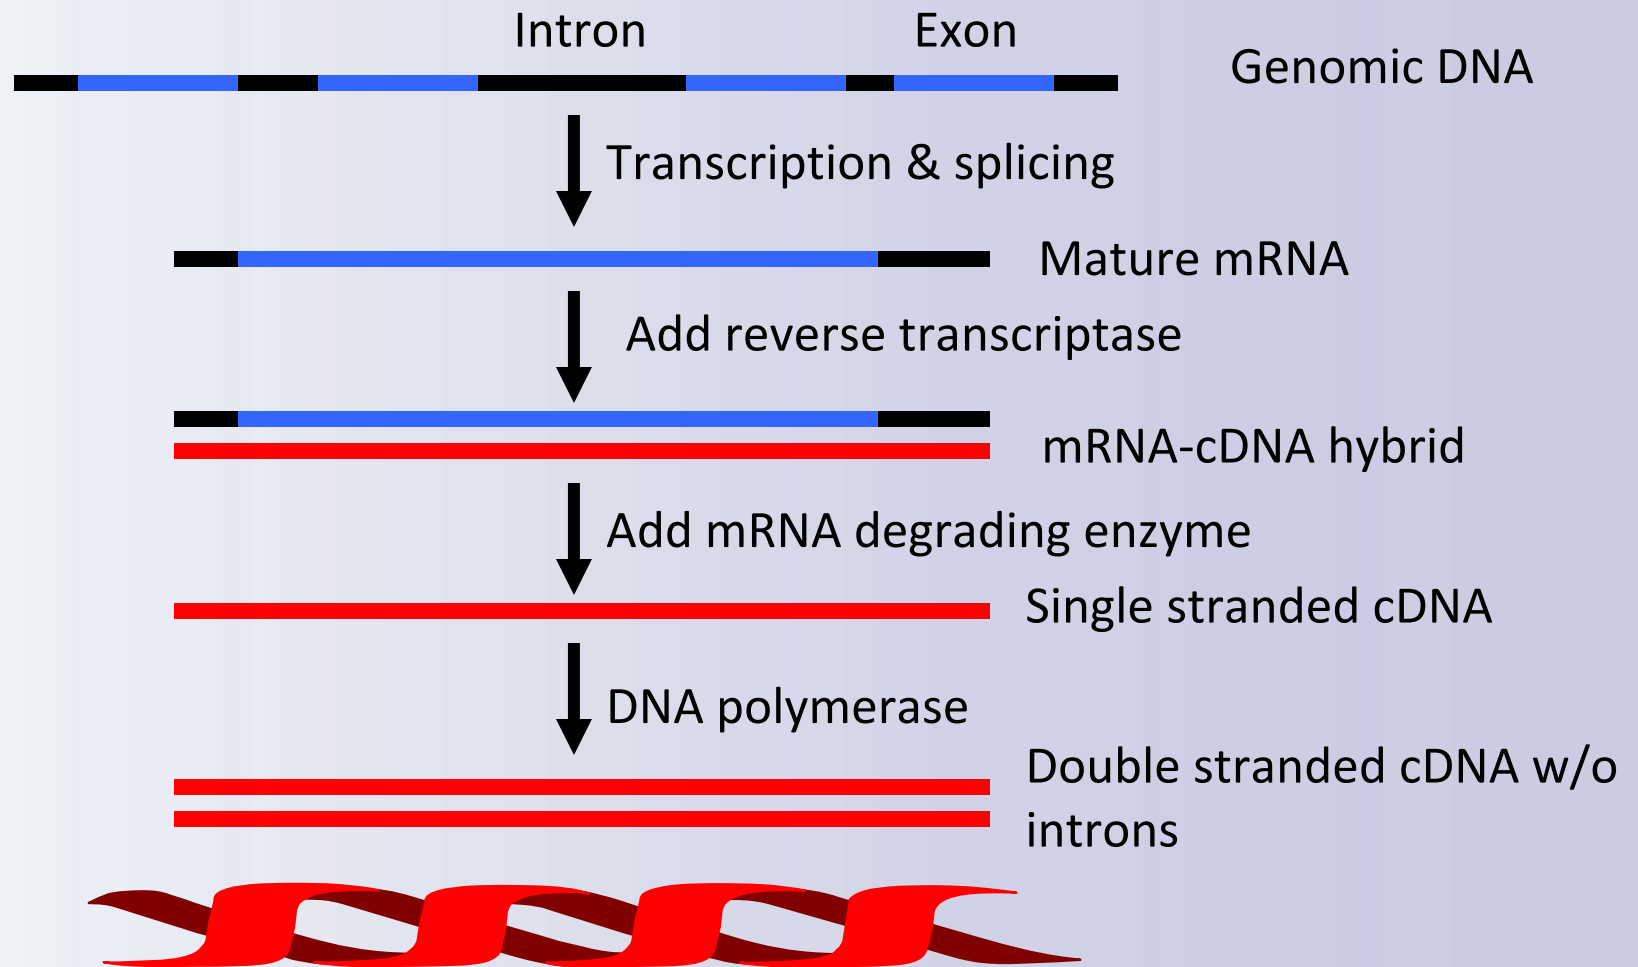 Intron
Exon
Genomic DNA
Transcription & splicing
Mature mRNA
Add reverse transcriptase
mRNA-cDNA hybrid
Add mRNA degrading enzyme
Single stranded cDNA
DNA polymerase
Double stranded cDNA w/o
introns